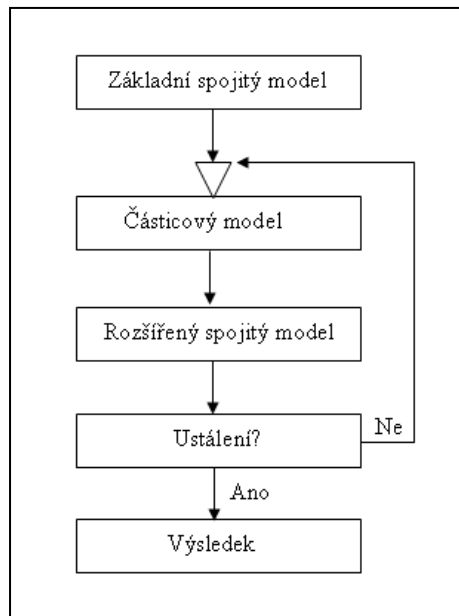 Základní spojitý model
Částicový model
Rozšířený spojitý model
Ustálení?
Ne
Ano
Výsledek